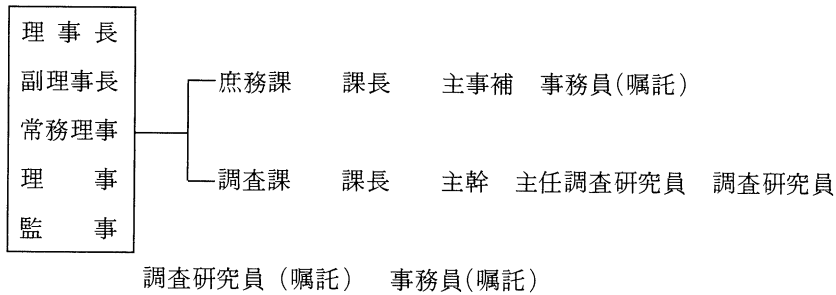 理事長
副理事長
常務理事
理事
監事
庶務課 課長 主事補 事務員(嘱託)
調査課 課長 主幹 主任調査研究員 調査研究員
調査研究員(嘱託) 事務員(嘱託)